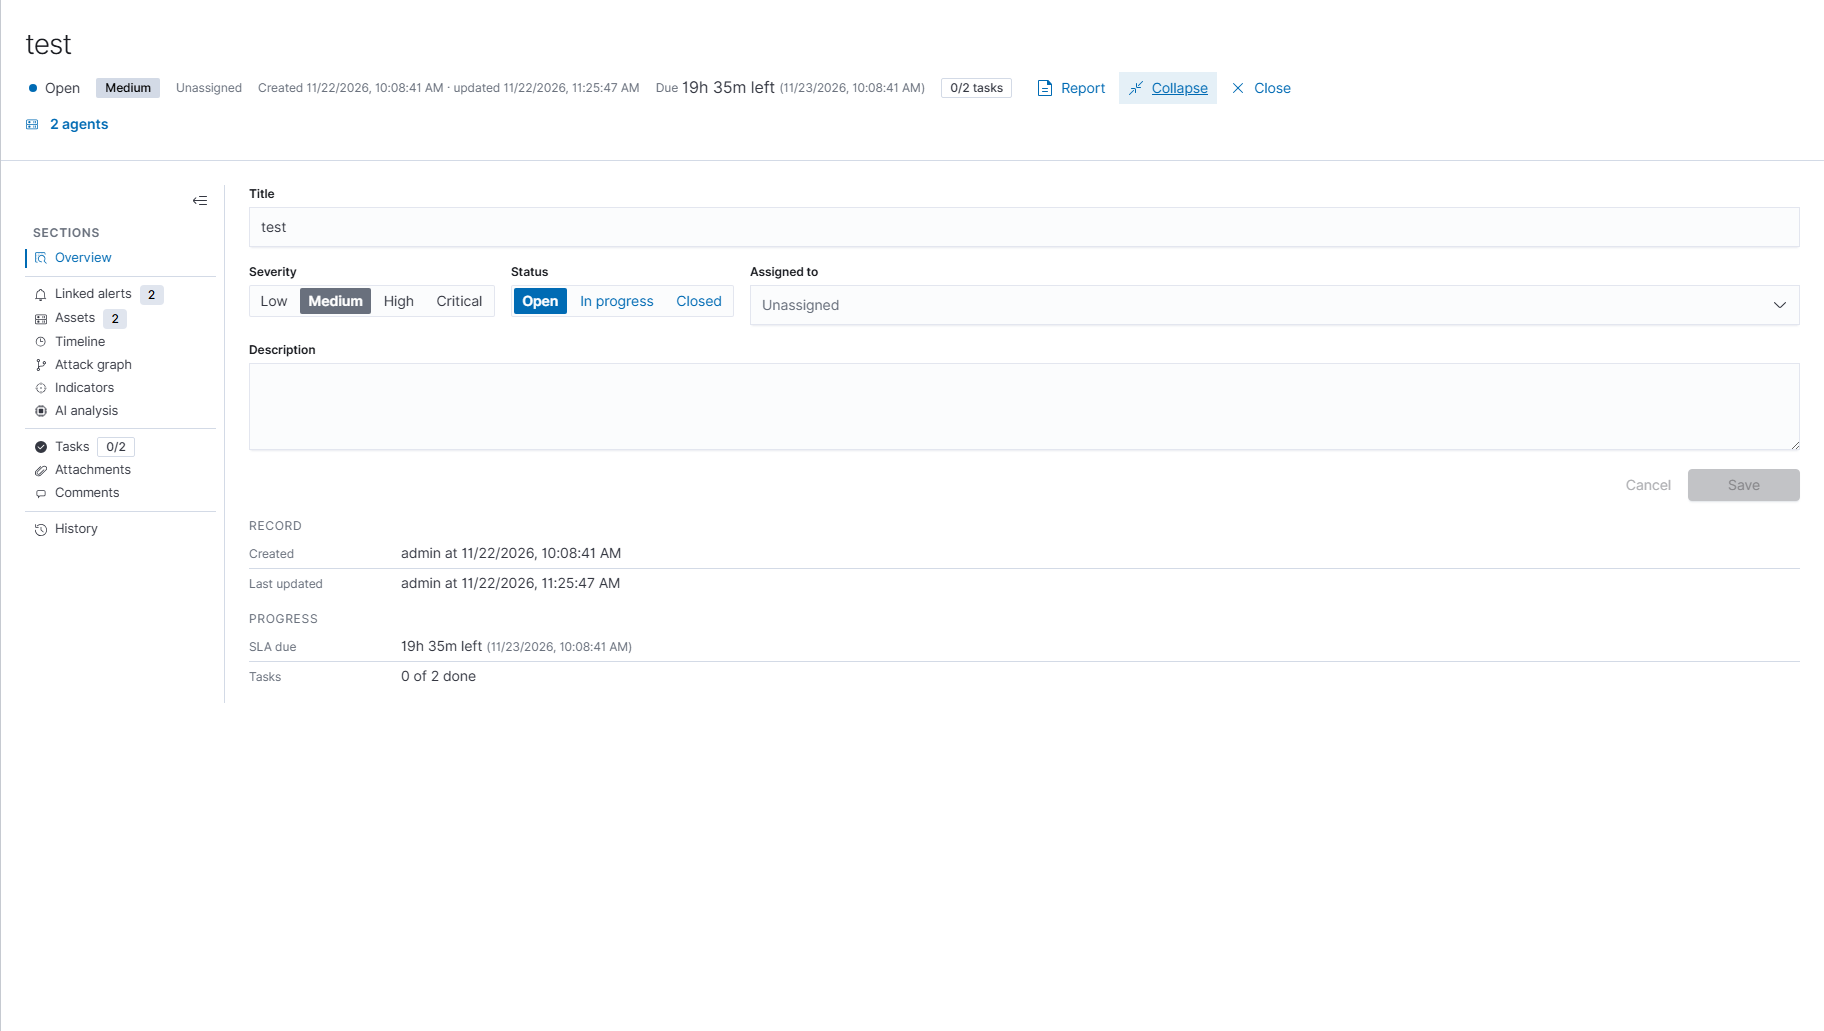 test
Open Medium Unassigned Created 11/22/2026, 10:08:41 AM · updated 11/22/2026, 11:25:47 AM Due 19h 35m left (11/23/2026, 10:08:41 AM) 0/2 tasks Report Collapse Close
2 agents
SECTIONS
Overview
Linked alerts 2
Assets 2
Timeline
Attack graph
Indicators
AI analysis
Tasks 0/2
Attachments
Comments
History
Title
test
Severity Status Assigned to
Low Medium High Critical Open In progress Closed Unassigned
Description
Cancel Save
RECORD
Created admin at 11/22/2026, 10:08:41 AM
Last updated admin at 11/22/2026, 11:25:47 AM
PROGRESS
SLA due 19h 35m left (11/23/2026, 10:08:41 AM)
Tasks 0 of 2 done